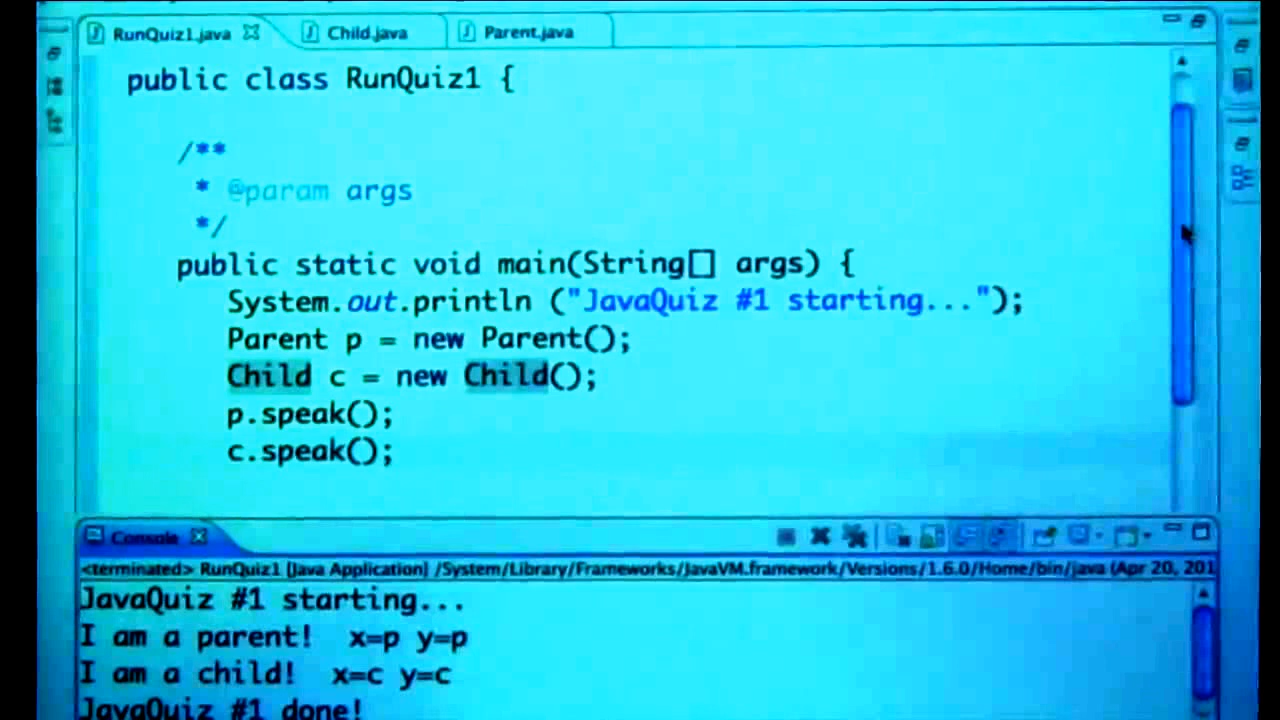 RunQuiz1.java Child.java Parent.java
public class RunQuiz1 {
/**
* @param args
*/
public static void main(String[] args) {
System.out.println ("JavaQuiz #1 starting...");
Parent p = new Parent();
Child c = new Child();
p.speak();
c.speak();
Console
<terminated> RunQuiz1 [Java Application] /System/Library/Frameworks/JavaVM.framework/Versions/1.6.0/Home/bin/java (Apr 20, 201
JavaQuiz #1 starting...
I am a parent! x=p y=p
I am a child! x=c y=c
JavaQuiz #1 done!